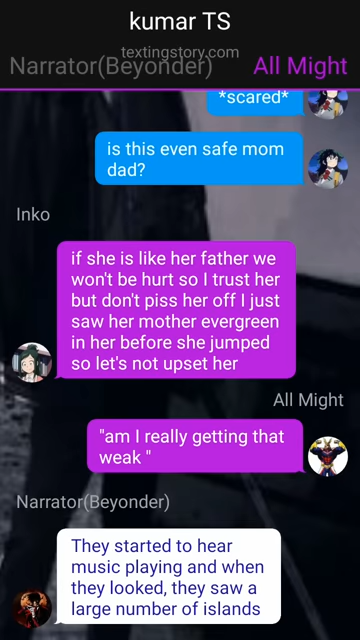 kumar TS
textingstory.com
Narrator(Beyonder) All Might
*scared*
is this even safe mom
dad?
Inko
if she is like her father we
won't be hurt so I trust her
but don't piss her off I just
saw her mother evergreen
in her before she jumped
so let's not upset her
All Might
"am I really getting that
weak "
Narrator(Beyonder)
They started to hear
music playing and when
they looked, they saw a
large number of islands